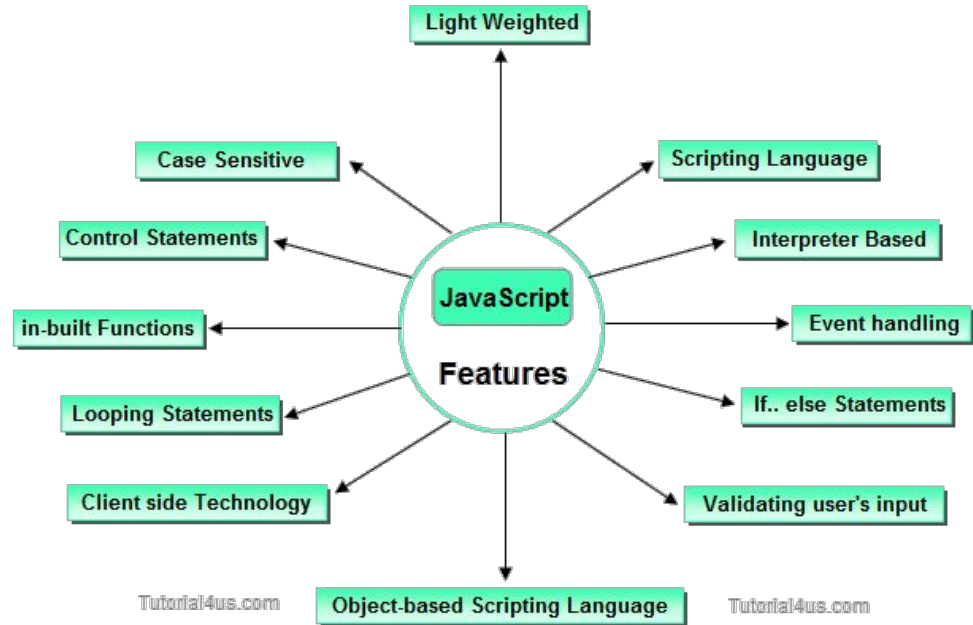 Light Weighted
Case Sensitive
Scripting Language
Control Statements
Interpreter Based
JavaScript
in-built Functions
Event handling
Features
Looping Statements
If.. else Statements
Client side Technology
Validating user's input
Object-based Scripting Language
Tutorial4us.com
Tutorial4us.com